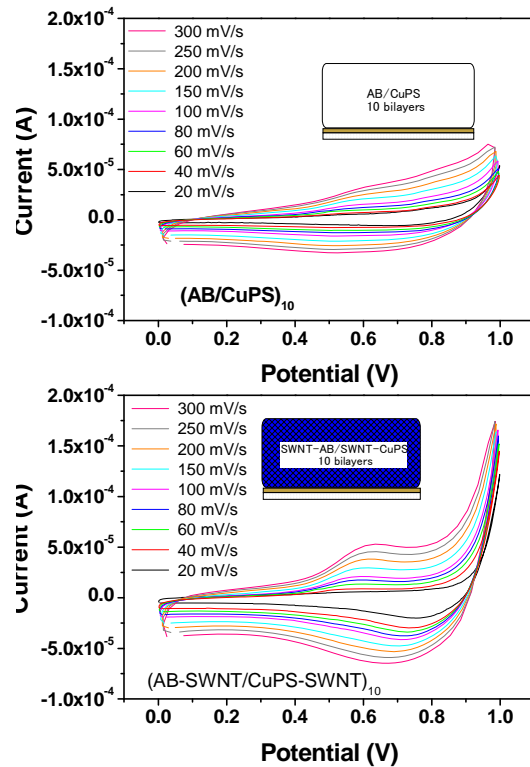 2.0x10-4
1.5x10-4
1.0x10-4
5.0x10-5
0.0
-5.0x10-5
-1.0x10-4
Current (A)
300 mV/s
250 mV/s
200 mV/s
150 mV/s
100 mV/s
80 mV/s
60 mV/s
40 mV/s
20 mV/s
AB/CuPS
10 bilayers
(AB/CuPS)10
0.0 0.2 0.4 0.6 0.8 1.0
Potential (V)
2.0x10-4
1.5x10-4
1.0x10-4
5.0x10-5
0.0
-5.0x10-5
-1.0x10-4
Current (A)
300 mV/s
250 mV/s
200 mV/s
150 mV/s
100 mV/s
80 mV/s
60 mV/s
40 mV/s
20 mV/s
SWNT-AB/SWNT-CuPS
10 bilayers
(AB-SWNT/CuPS-SWNT)10
0.0 0.2 0.4 0.6 0.8 1.0
Potential (V)